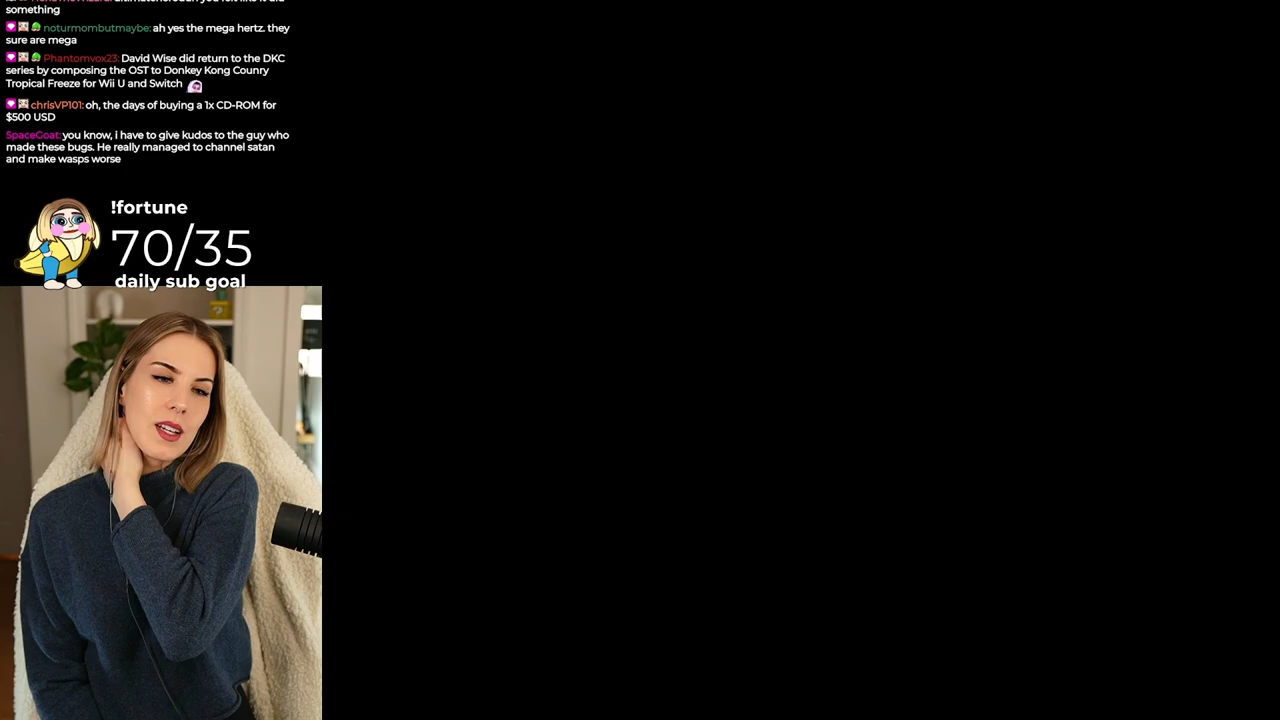 something
noturmombutmaybe: ah yes the mega hertz. they
sure are mega
Phantomvox23: David Wise did return to the DKC
series by composing the OST to Donkey Kong Counry
Tropical Freeze for Wii U and Switch
chrisVP101: oh, the days of buying a 1x CD-ROM for
$500 USD
SpaceGoat: you know, i have to give kudos to the guy who
made these bugs. He really managed to channel satan
and make wasps worse
!fortune
70/35
daily sub goal